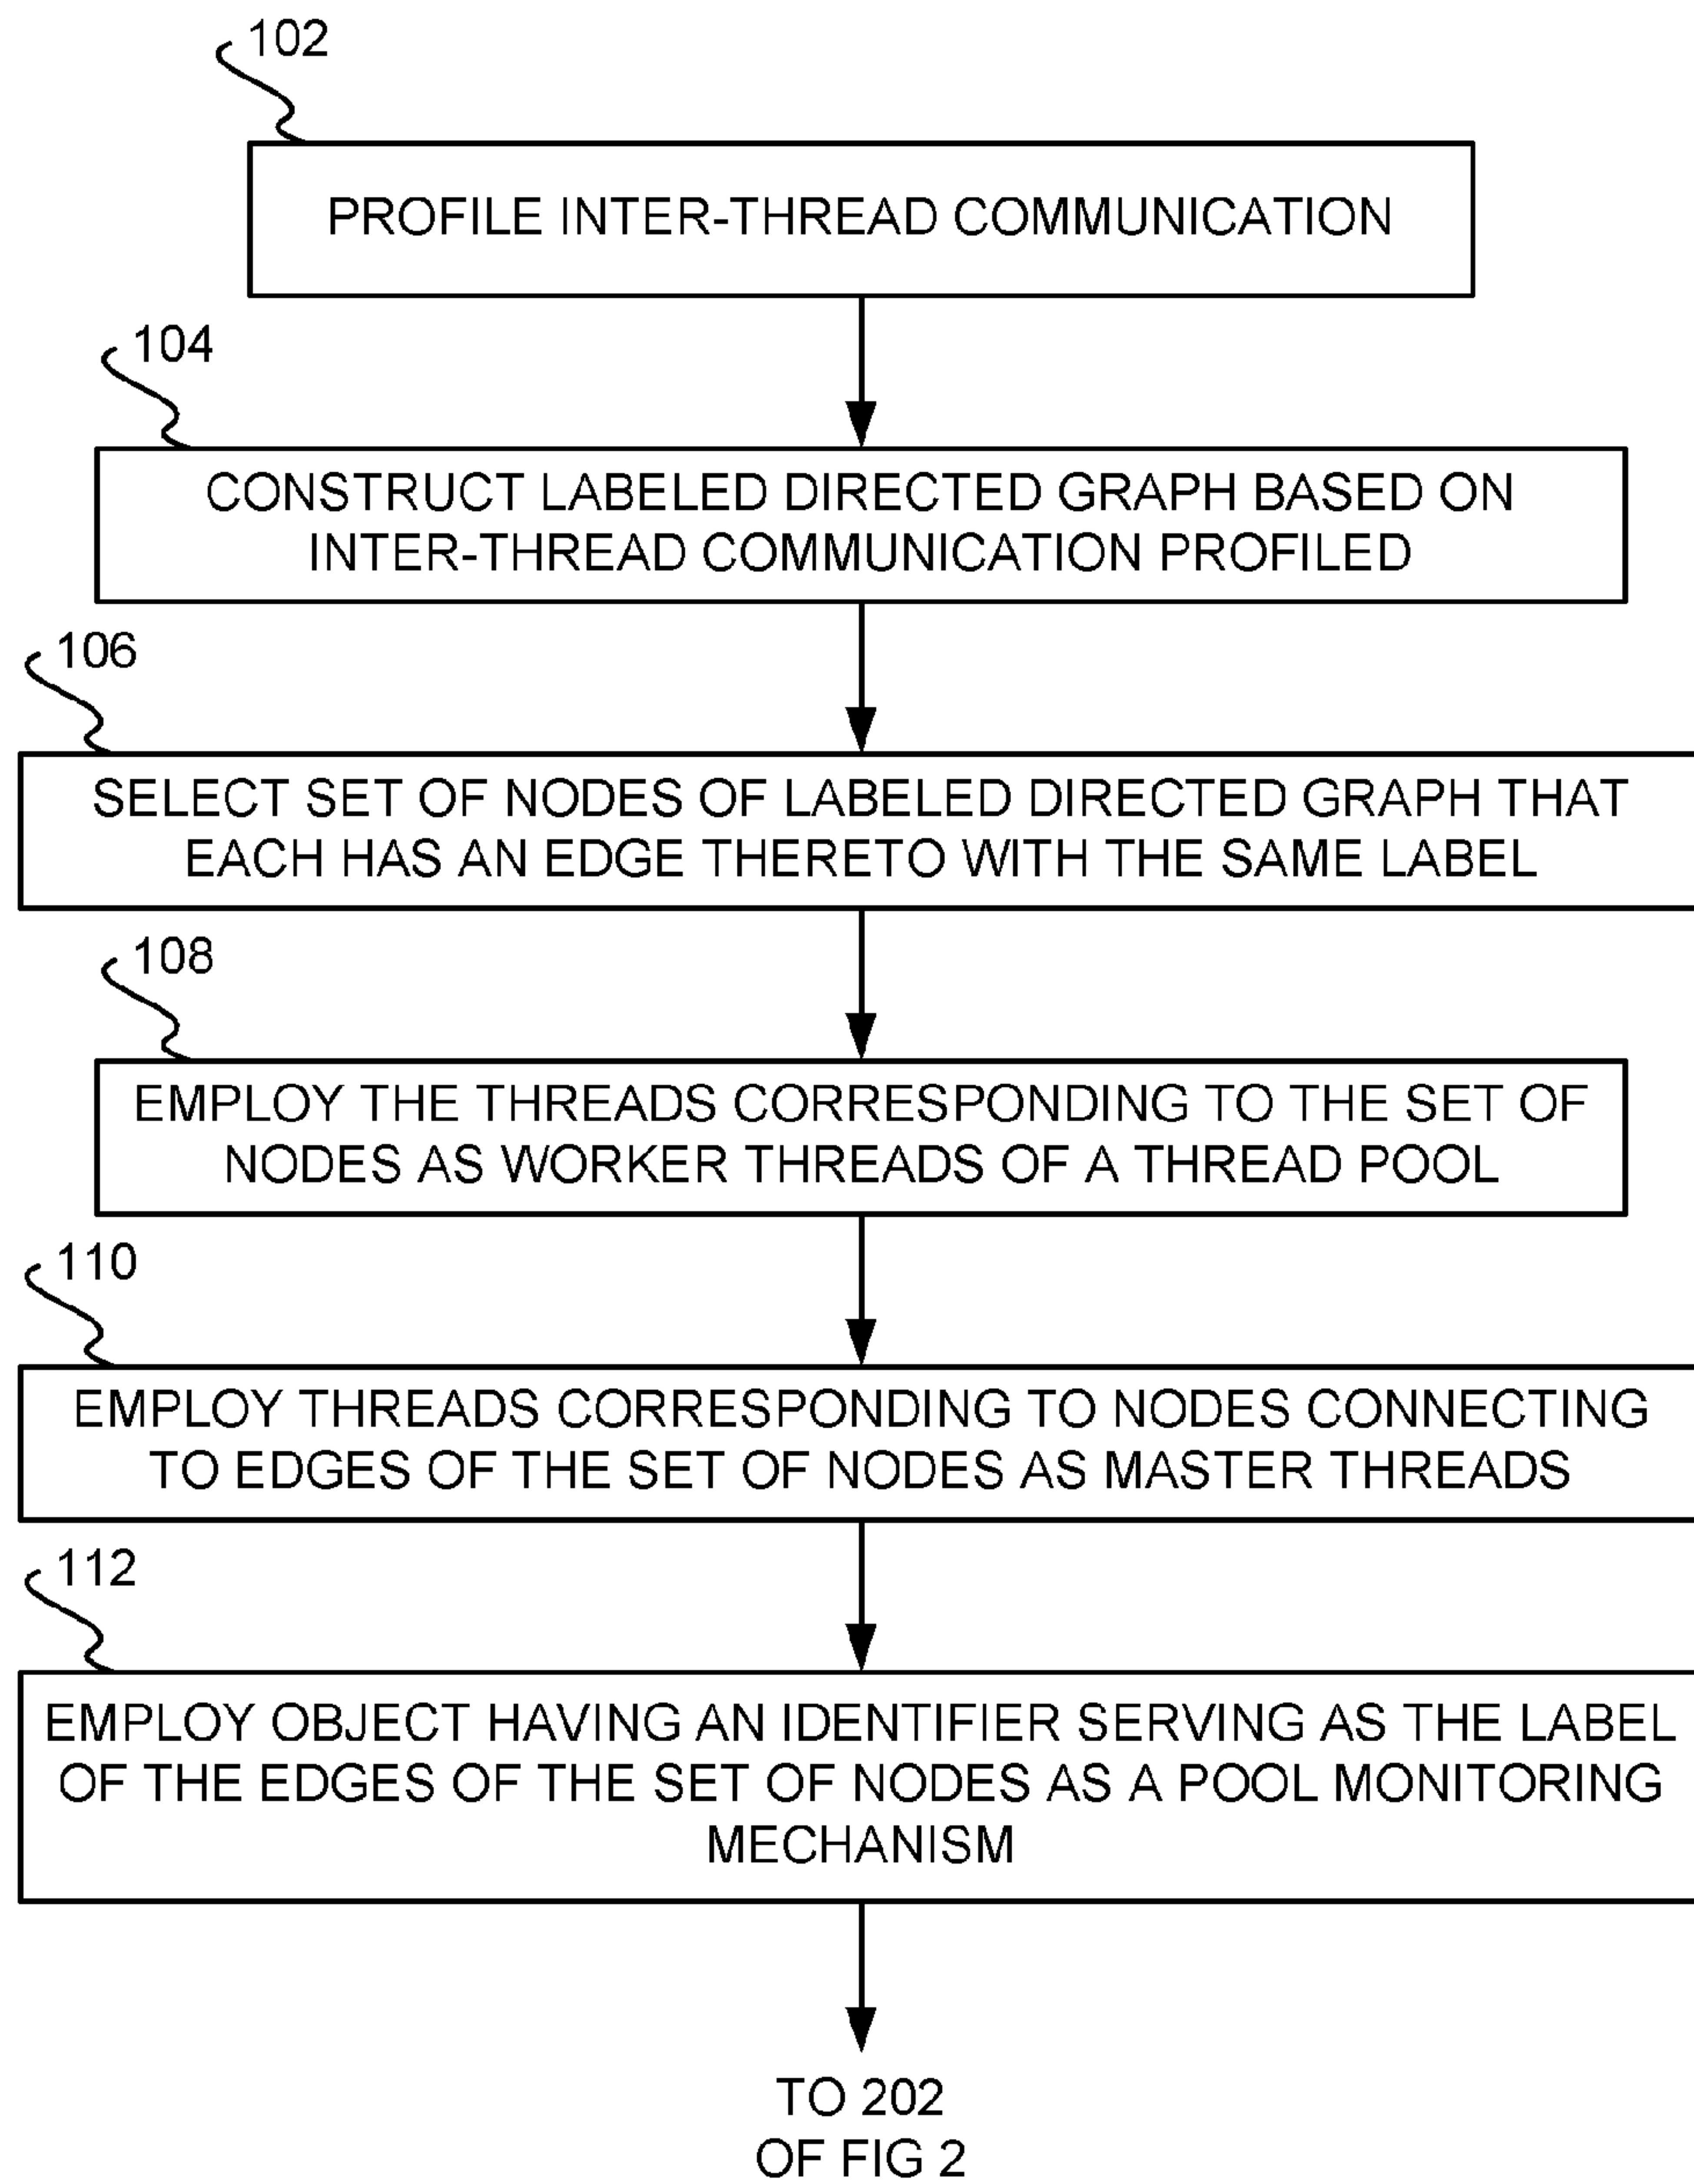 102
PROFILE INTER-THREAD COMMUNICATION
104
CONSTRUCT LABELED DIRECTED GRAPH BASED ON
INTER-THREAD COMMUNICATION PROFILED
106
SELECT SET OF NODES OF LABELED DIRECTED GRAPH THAT
EACH HAS AN EDGE THERETO WITH THE SAME LABEL
108
EMPLOY THE THREADS CORRESPONDING TO THE SET OF
NODES AS WORKER THREADS OF A THREAD POOL
110
EMPLOY THREADS CORRESPONDING TO NODES CONNECTING
TO EDGES OF THE SET OF NODES AS MASTER THREADS
112
EMPLOY OBJECT HAVING AN IDENTIFIER SERVING AS THE LABEL
OF THE EDGES OF THE SET OF NODES AS A POOL MONITORING
MECHANISM
TO 202
OF FIG 2